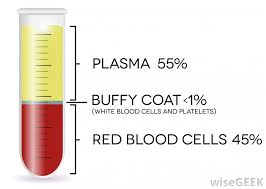 PLASMA 55%
BUFFY COAT <1%
(WHITE BLOOD CELLS AND PLATELETS)
RED BLOOD CELLS 45%
wiseGEEK